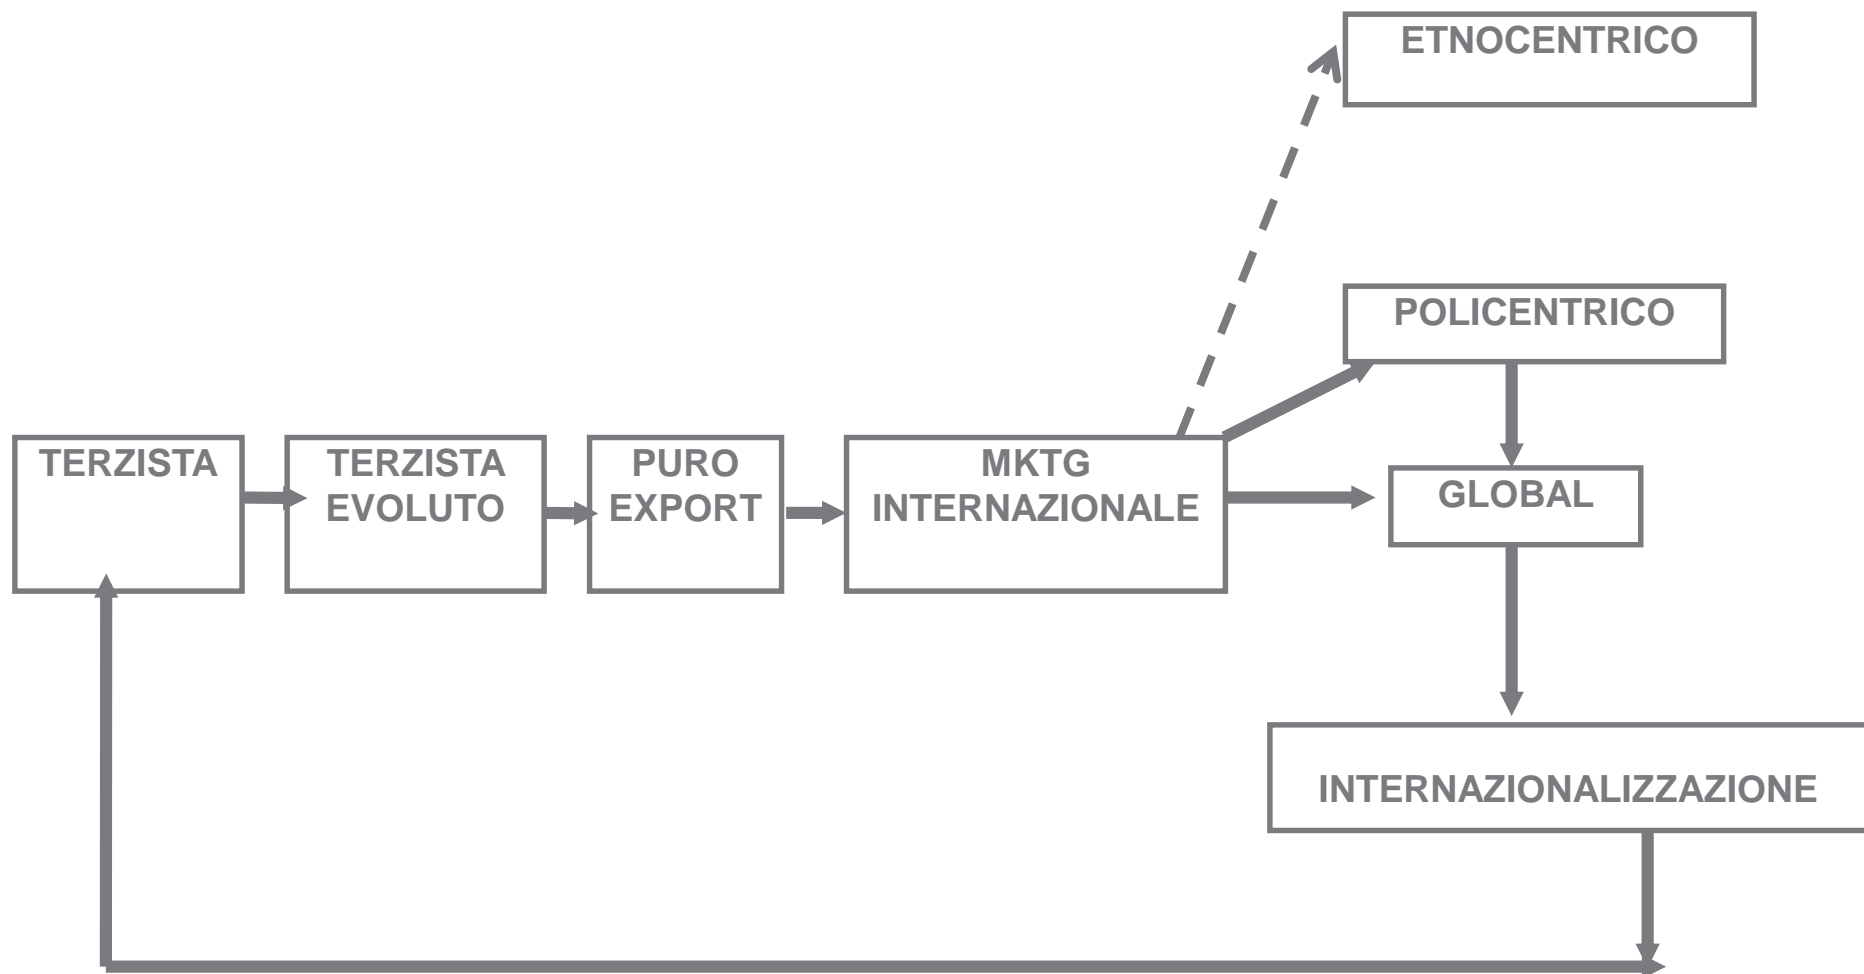 ETNOCENTRICO
POLICENTRICO
TERZISTA
TERZISTA
EVOLUTO
PURO
EXPORT
MKTG
INTERNAZIONALE
GLOBAL
INTERNAZIONALIZZAZIONE